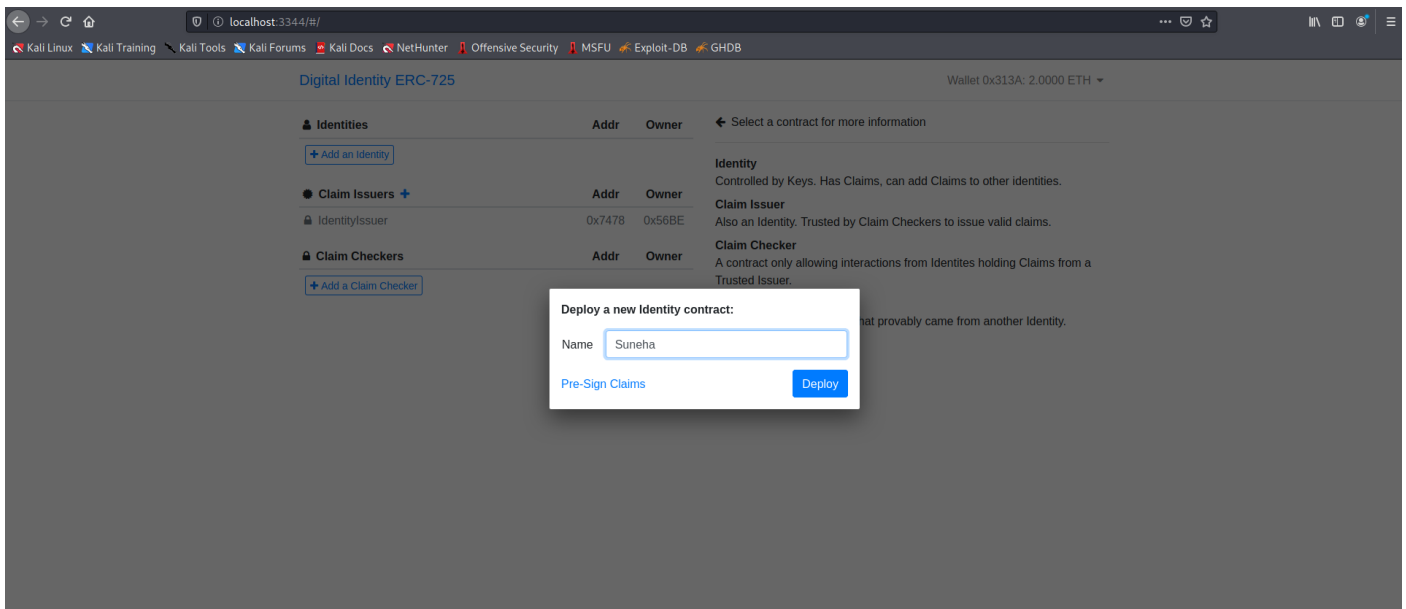 localhost:3344/#/
Kali Linux Kali Training Kali Tools Kali Forums Kali Docs NetHunter Offensive Security MSFU Exploit-DB GHDB
Digital Identity ERC-725
Wallet 0x313A: 2.0000 ETH
Identities Addr Owner
+ Add an Identity
Claim Issuers + Addr Owner
IdentityIssuer 0x7478 0x56BE
Claim Checkers Addr Owner
+ Add a Claim Checker
Select a contract for more information
Identity
Controlled by Keys. Has Claims, can add Claims to other identities.
Claim Issuer
Also an Identity. Trusted by Claim Checkers to issue valid claims.
Claim Checker
A contract only allowing interactions from Identites holding Claims from a
Trusted Issuer.
provably came from another Identity.
Deploy a new Identity contract:
Name Suneha
Pre-Sign Claims Deploy